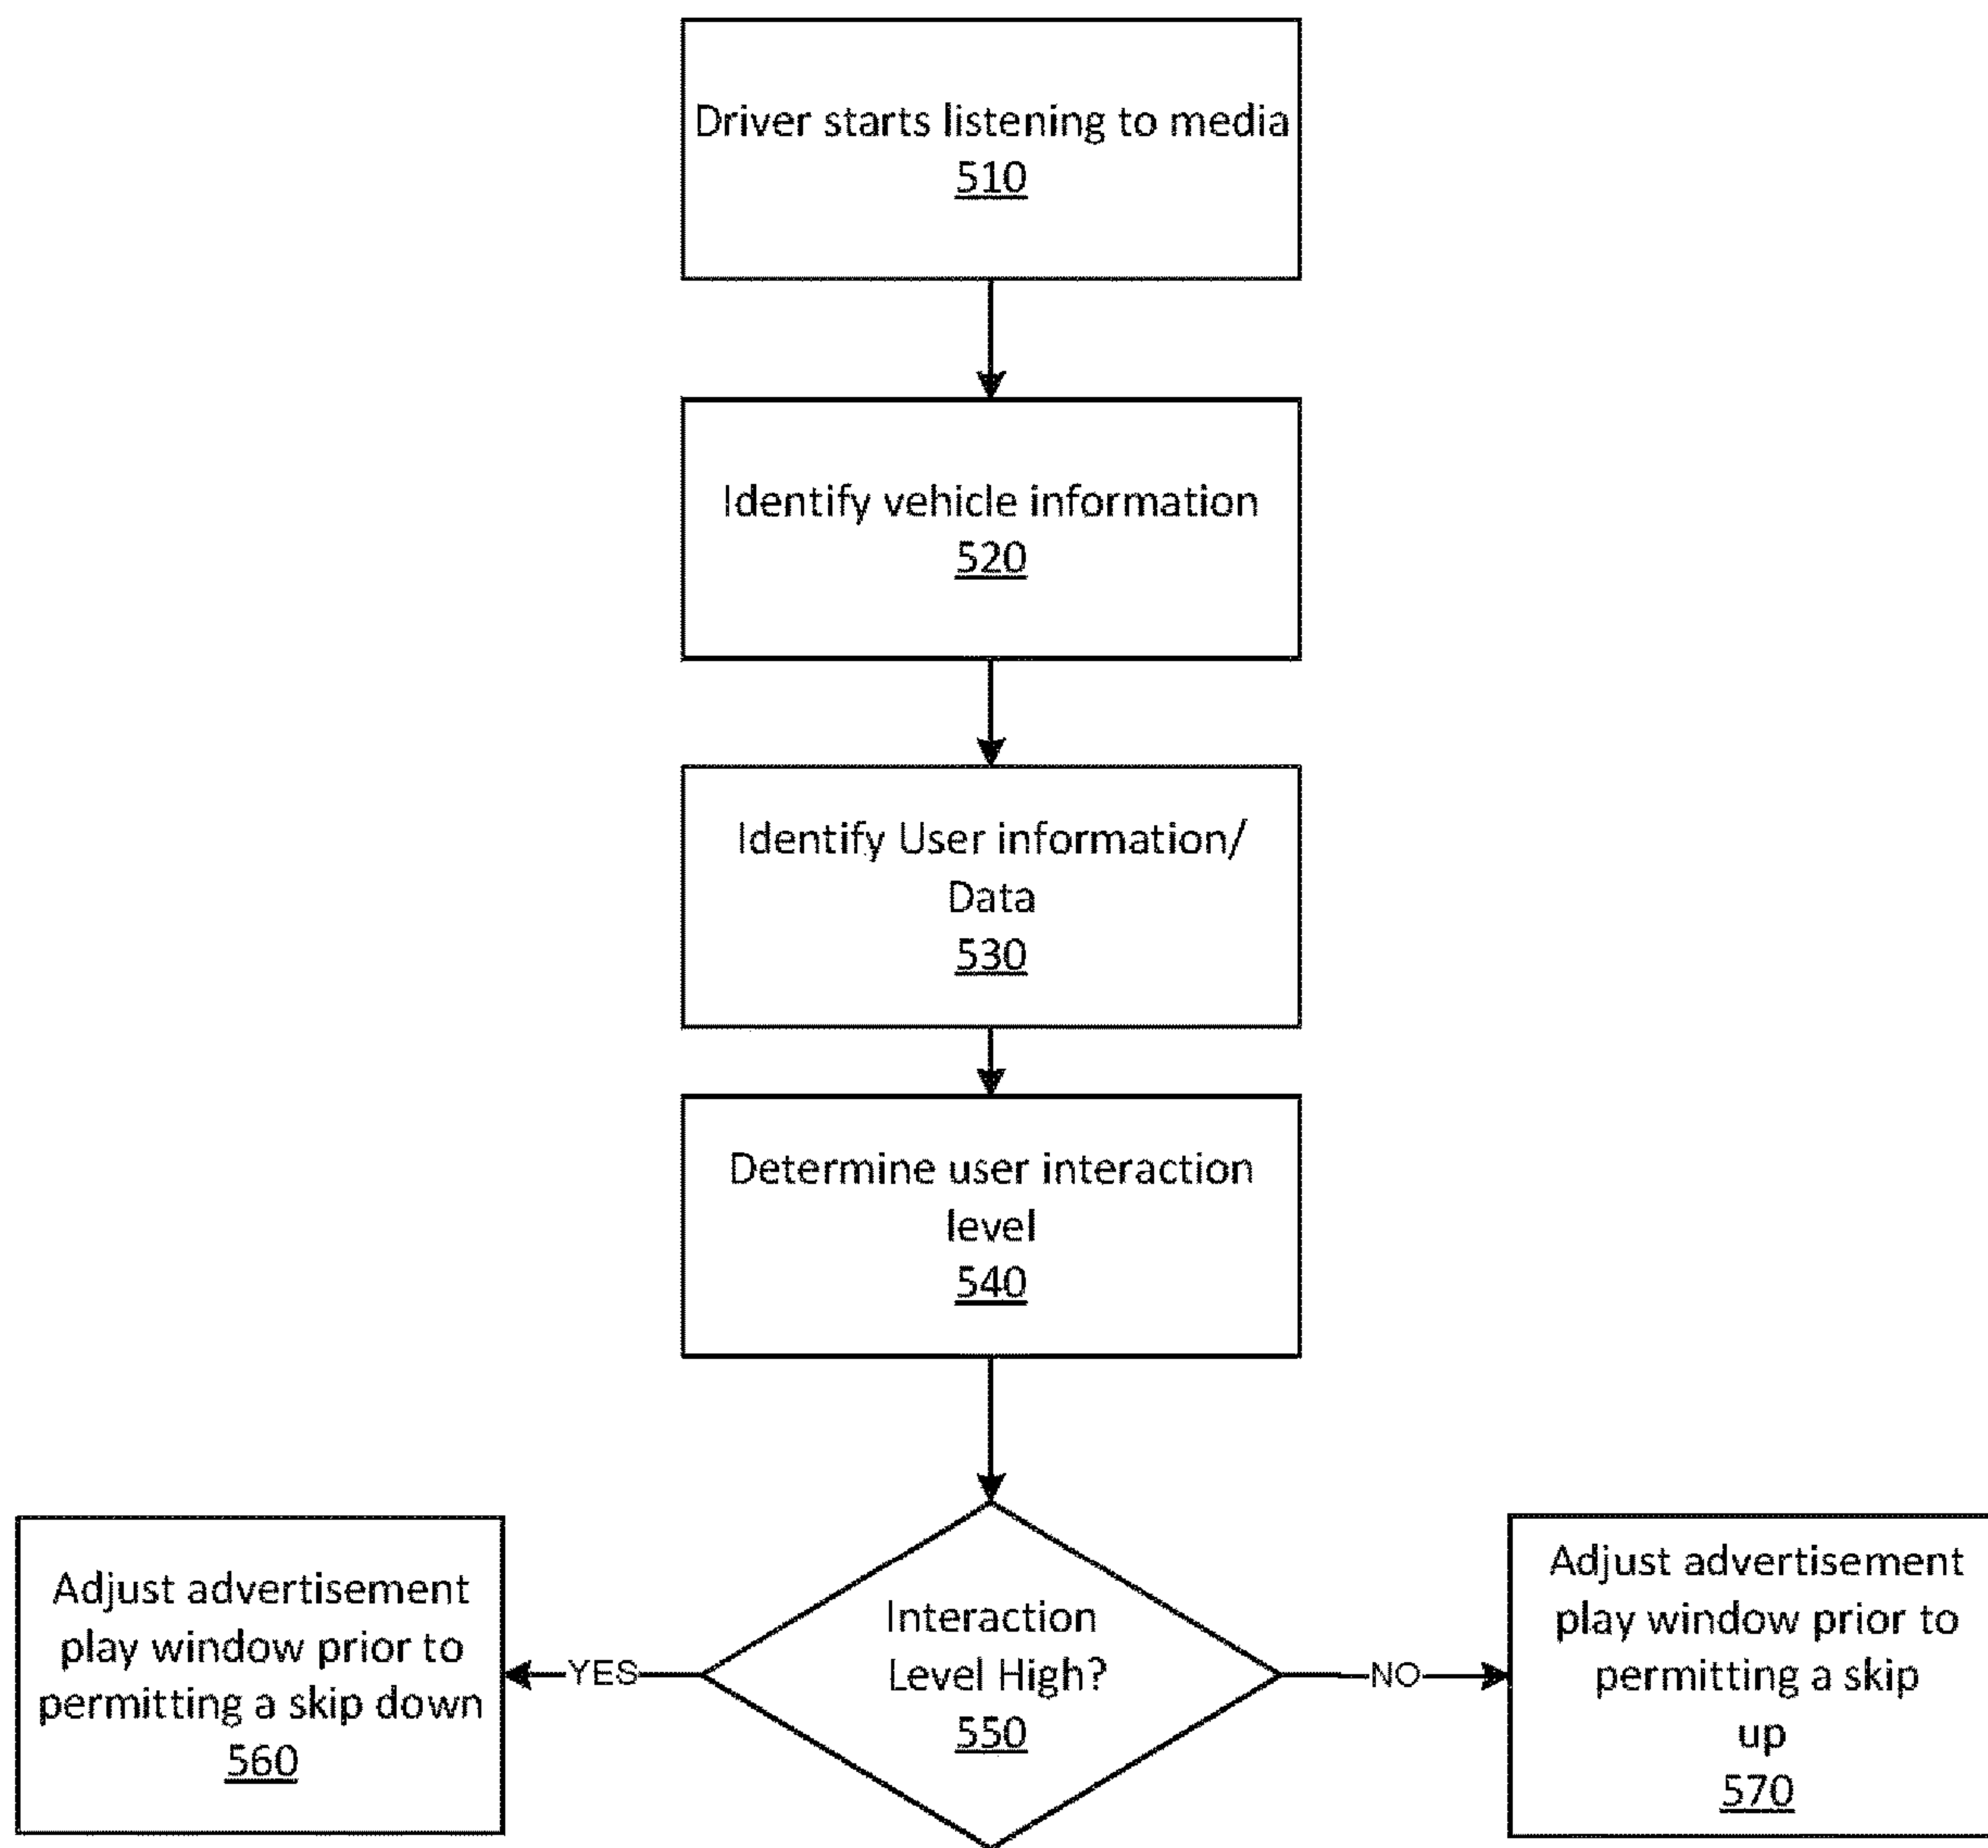 Driver starts listening to media
510
Identify vehicle information
520
Identify User information/
Data
530
Determine user interaction
level
540
Interaction
Level High?
550
YES
NO
Adjust advertisement
play window prior to
permitting a skip down
560
Adjust advertisement
play window prior to
permitting a skip
up
570